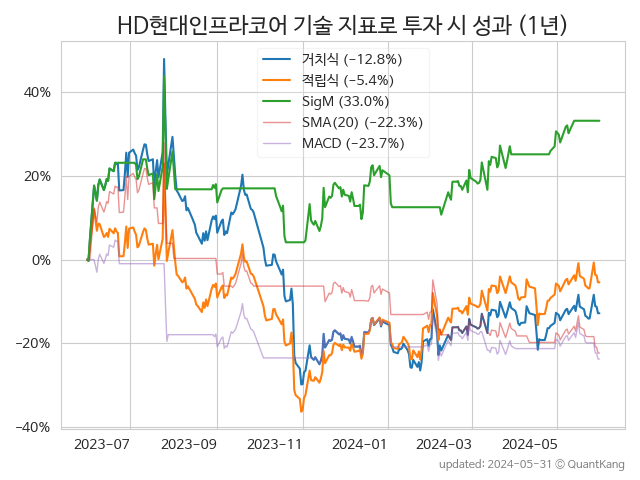 HD현대인프라코어 기술 지표로 투자 시 성과 (1년)
거치식 (-12.8%)
적립식 (-5.4%)
SigM (33.0%)
SMA(20) (-22.3%)
MACD (-23.7%)
40%
20%
0%
-20%
-40%
2023-07 2023-09 2023-11 2024-01 2024-03 2024-05
updated: 2024-05-31 © QuantKang